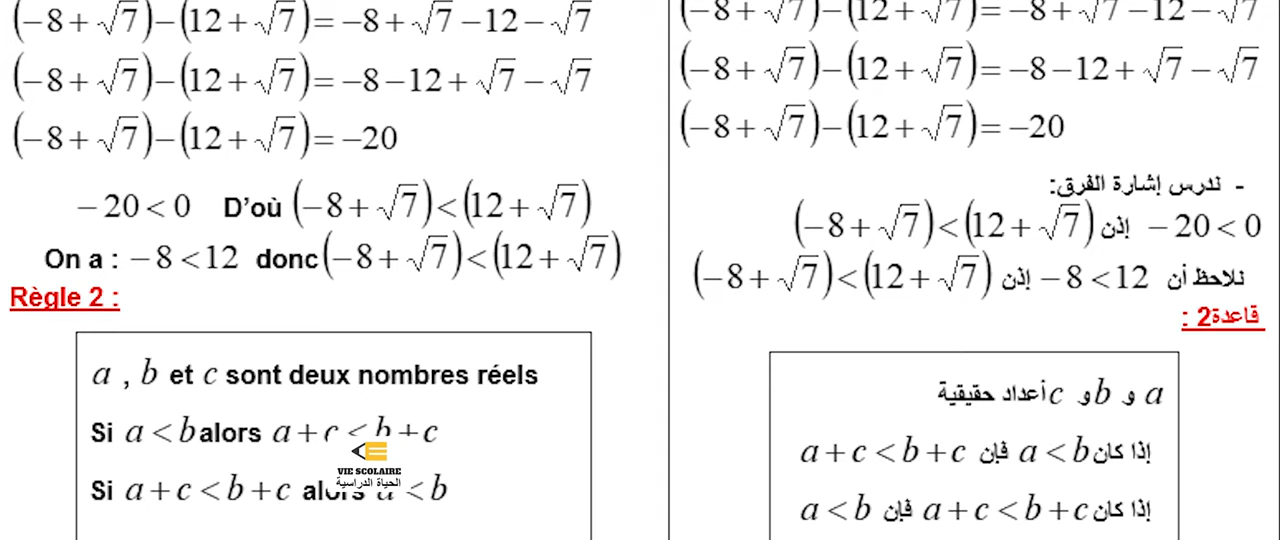 (−8+√7)−(12+√7)=−8+√7−12−√7
(−8+√7)−(12+√7)=−8−12+√7−√7
(−8+√7)−(12+√7)=−20
−20<0 D’où (−8+√7)<(12+√7)
On a : −8<12 donc (−8+√7)<(12+√7)
Règle 2 :
a , b et c sont deux nombres réels
Si a<b alors a+c<b+c
Si a+c<b+c alors a<b
VIE SCOLAIRE
الحياة الدراسية
(−8+√7)−(12+√7)=−8+√7−12−√7
(−8+√7)−(12+√7)=−8−12+√7−√7
(−8+√7)−(12+√7)=−20
- ندرس إشارة الفرق:
−20<0 إذن (−8+√7)<(12+√7)
نلاحظ أن −8<12 إذن (−8+√7)<(12+√7)
قاعدة2 :
a و b و c أعداد حقيقية
إذا كان a<b فإن a+c<b+c
إذا كان a+c<b+c فإن a<b